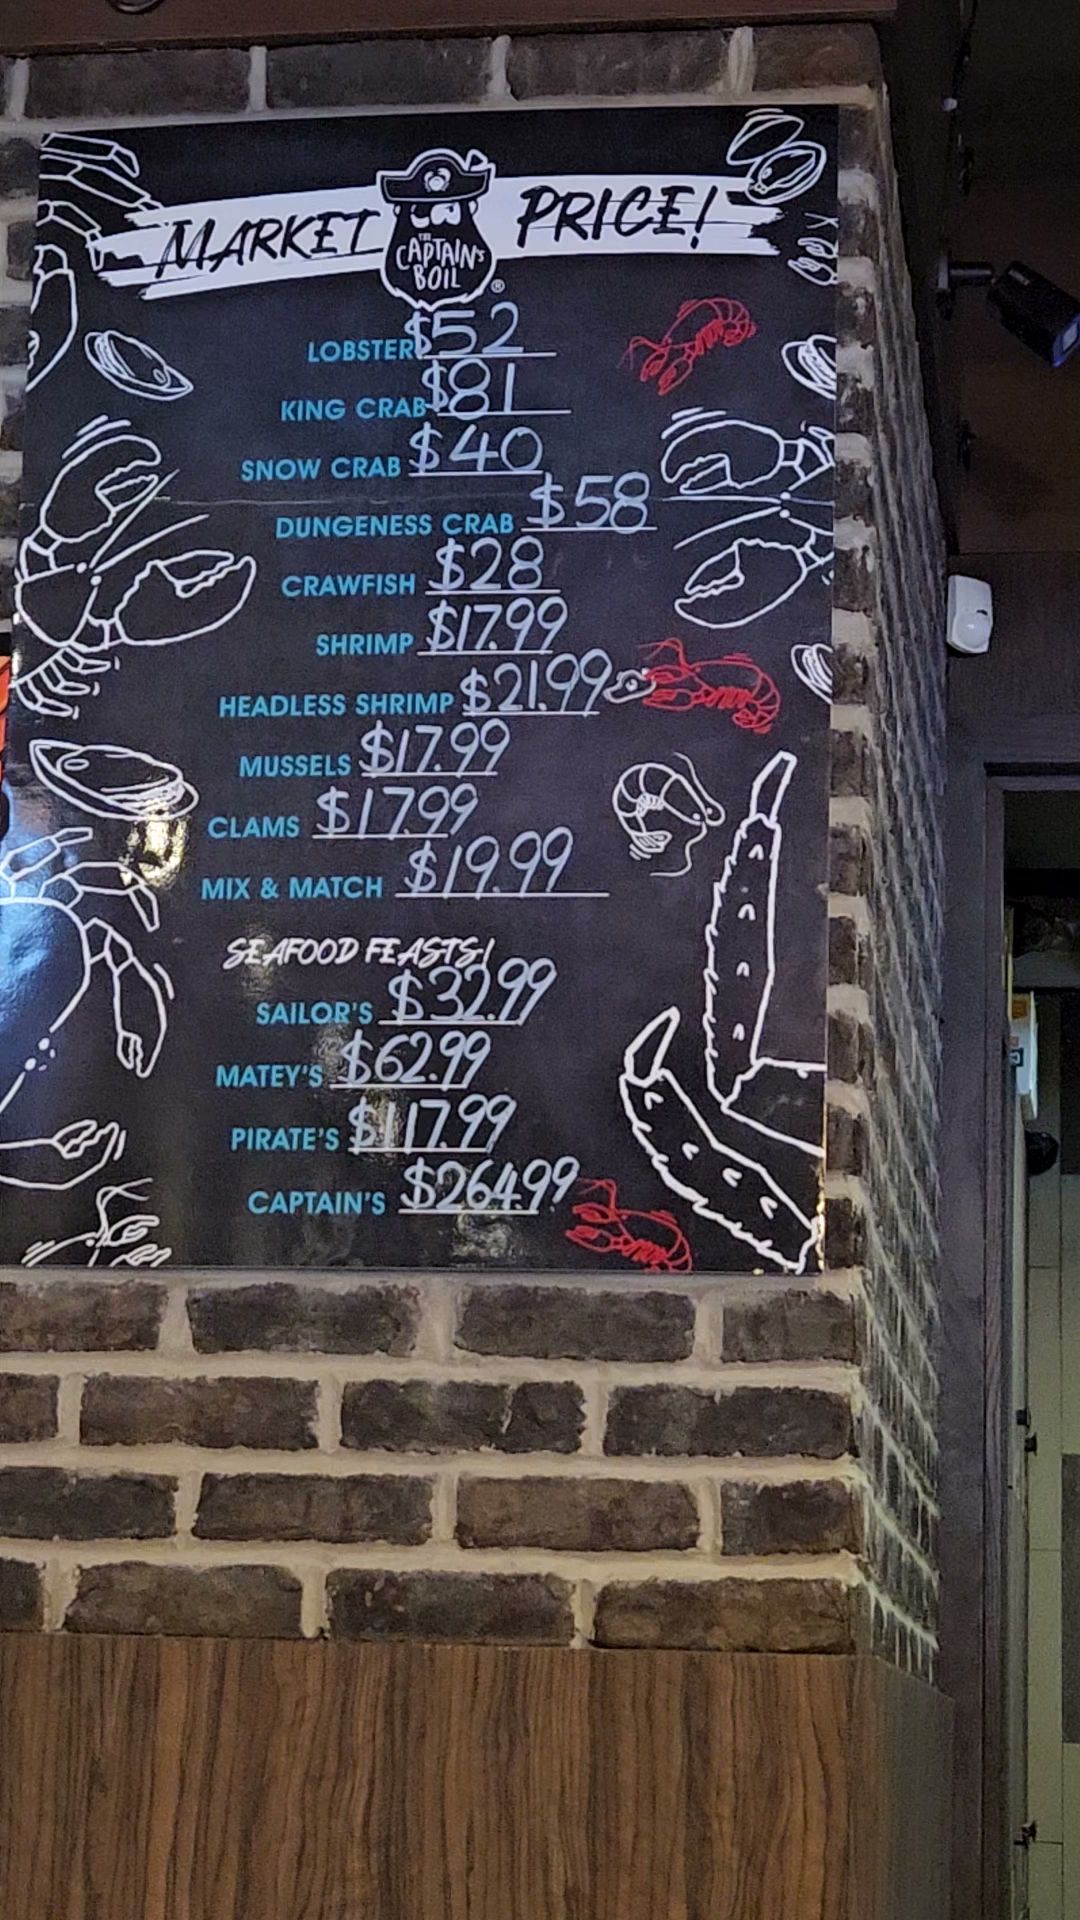 MARKET PRICE!
THE
CAPTAIN'S
BOIL
®
LOBSTER $52
KING CRAB $81
SNOW CRAB $40
DUNGENESS CRAB $58
CRAWFISH $28
SHRIMP $17.99
HEADLESS SHRIMP $21.99
MUSSELS $17.99
CLAMS $17.99
MIX & MATCH $19.99
SEAFOOD FEASTS!
SAILOR'S $32.99
MATEY'S $62.99
PIRATE'S $117.99
CAPTAIN'S $264.99